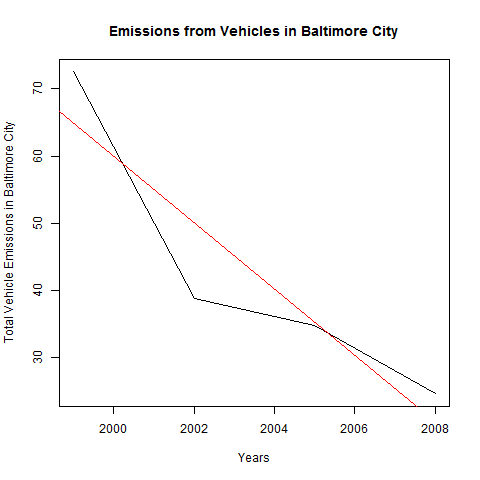 Emissions from Vehicles in Baltimore City
Total Vehicle Emissions in Baltimore City
70
60
50
40
30
2000 2002 2004 2006 2008
Years